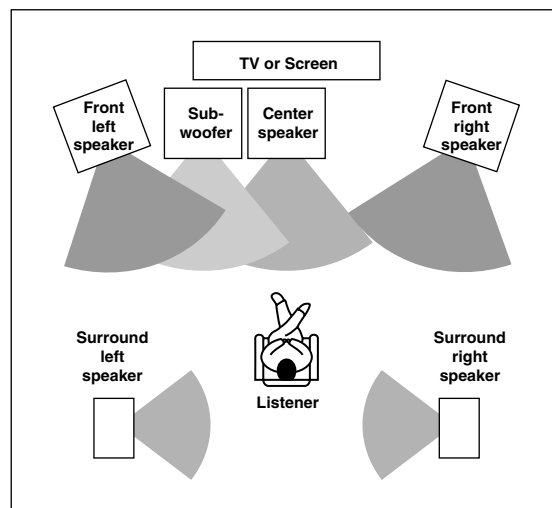 TV or Screen
Front
left
speaker
Sub-
woofer
Center
speaker
Front
right
speaker
Surround
left
speaker
Surround
right
speaker
Listener